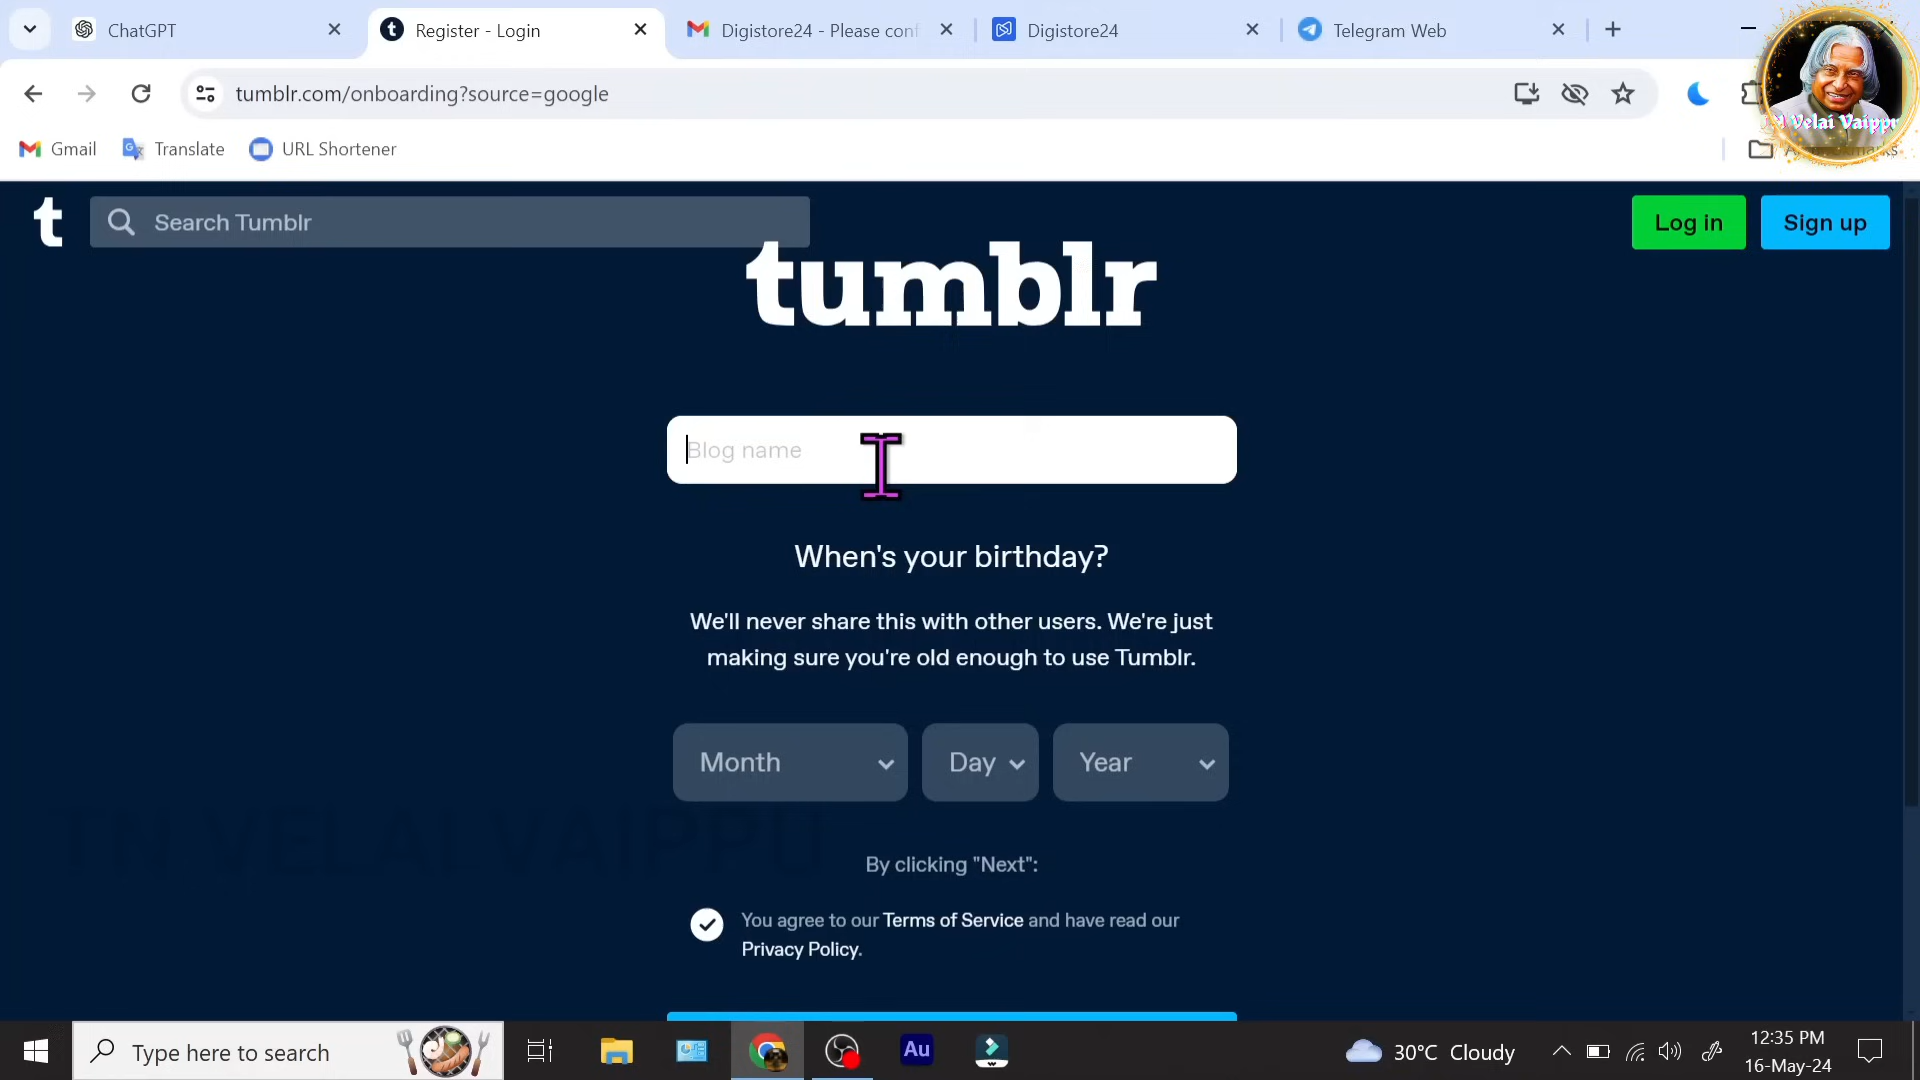 ChatGPT
Register - Login
Digistore24 - Please conf
Digistore24
Telegram Web
tumblr.com/onboarding?source=google
Velai Vaippu
Gmail
Translate
URL Shortener
t
Search Tumblr
Log in
Sign up
tumblr
Blog name
When's your birthday?
We'll never share this with other users. We're just
making sure you're old enough to use Tumblr.
Month
Day
Year
TN VELAI VAIPPU
By clicking "Next":
You agree to our Terms of Service and have read our
Privacy Policy.
Type here to search
Au
30°C Cloudy
12:35 PM
16-May-24